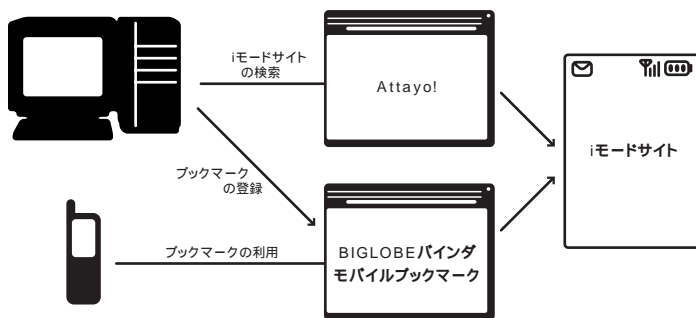 iモードサイト
の検索
Attayo!
iモードサイト
ブックマーク
の登録
ブックマークの利用
BIGLOBEバインダ
モバイルブックマーク